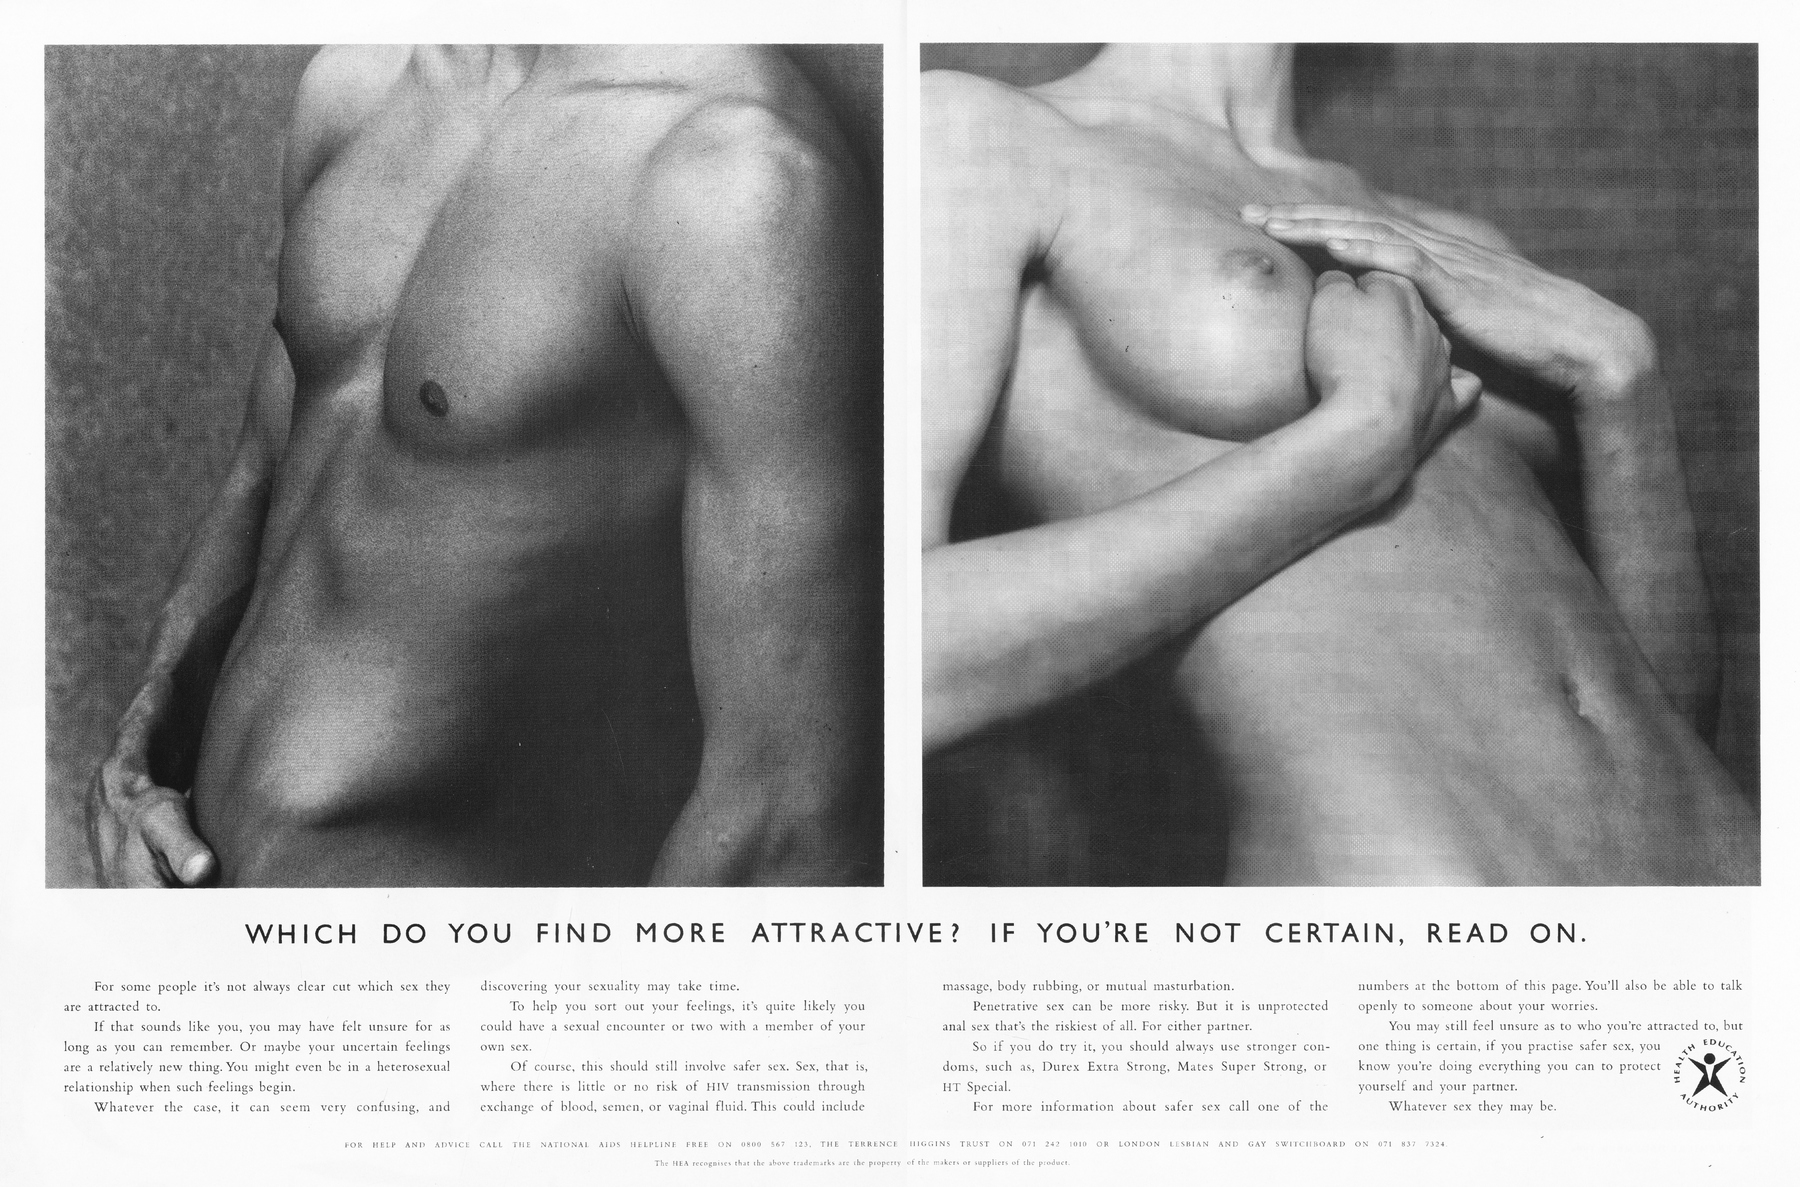 WHICH DO YOU FIND MORE ATTRACTIVE? IF YOU'RE NOT CERTAIN, READ ON.
For some people it's not always clear cut which sex they
are attracted to.
If that sounds like you, you may have felt unsure for as
long as you can remember. Or maybe your uncertain feelings
are a relatively new thing. You might even be in a heterosexual
relationship when such feelings begin.
Whatever the case, it can seem very confusing, and
discovering your sexuality may take time.
To help you sort out your feelings, it's quite likely you
could have a sexual encounter or two with a member of your
own sex.
Of course, this should still involve safer sex. Sex, that is,
where there is little or no risk of HIV transmission through
exchange of blood, semen, or vaginal fluid. This could include
massage, body rubbing, or mutual masturbation.
Penetrative sex can be more risky. But it is unprotected
anal sex that's the riskiest of all. For either partner.
So if you do try it, you should always use stronger con-
doms, such as, Durex Extra Strong, Mates Super Strong, or
HT Special.
For more information about safer sex call one of the
numbers at the bottom of this page. You'll also be able to talk
openly to someone about your worries.
You may still feel unsure as to who you're attracted to, but
one thing is certain, if you practise safer sex, you
know you're doing everything you can to protect
yourself and your partner.
Whatever sex they may be.
HEALTH EDUCATION
AUTHORITY
FOR HELP AND ADVICE CALL THE NATIONAL AIDS HELPLINE FREE ON 0800 567 123, THE TERRENCE HIGGINS TRUST ON 071 242 1010 OR LONDON LESBIAN AND GAY SWITCHBOARD ON 071 837 7324.
The HEA recognises that the above trademarks are the property of the makers or suppliers of the product.